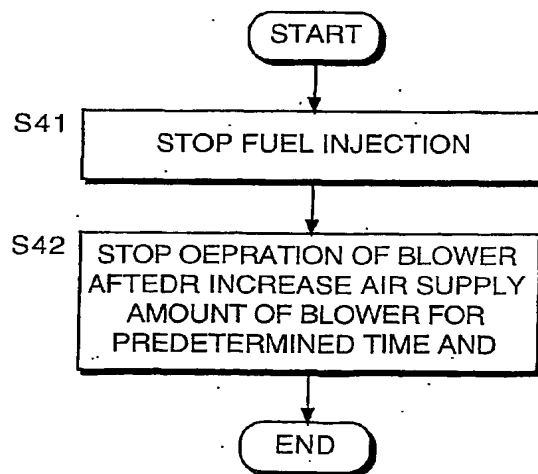 START
S41
STOP FUEL INJECTION
S42
STOP OEPRATION OF BLOWER
AFTEDR INCREASE AIR SUPPLY
AMOUNT OF BLOWER FOR
PREDETERMINED TIME AND
END